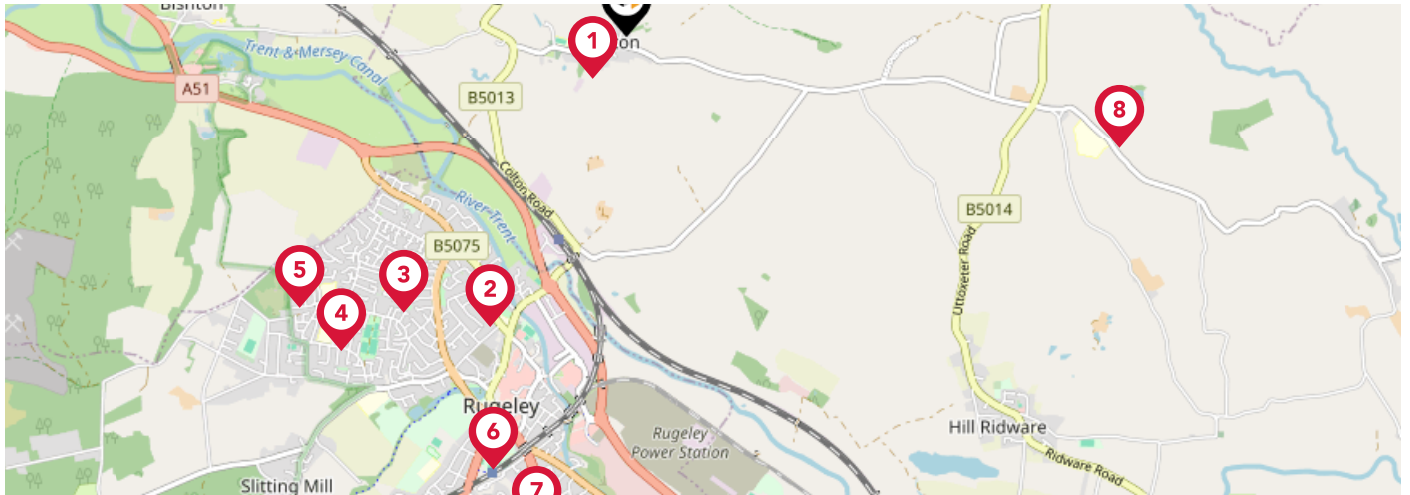 Bishton
Trent & Mersey Canal
A51
B5013
1
8
Colton Road
River Trent
B5014
B5075
5
3
2
4
Uttoxeter Road
Rugeley
6
Rugeley
Power Station
Hill Ridware
Ridware Road
Slitting Mill
7